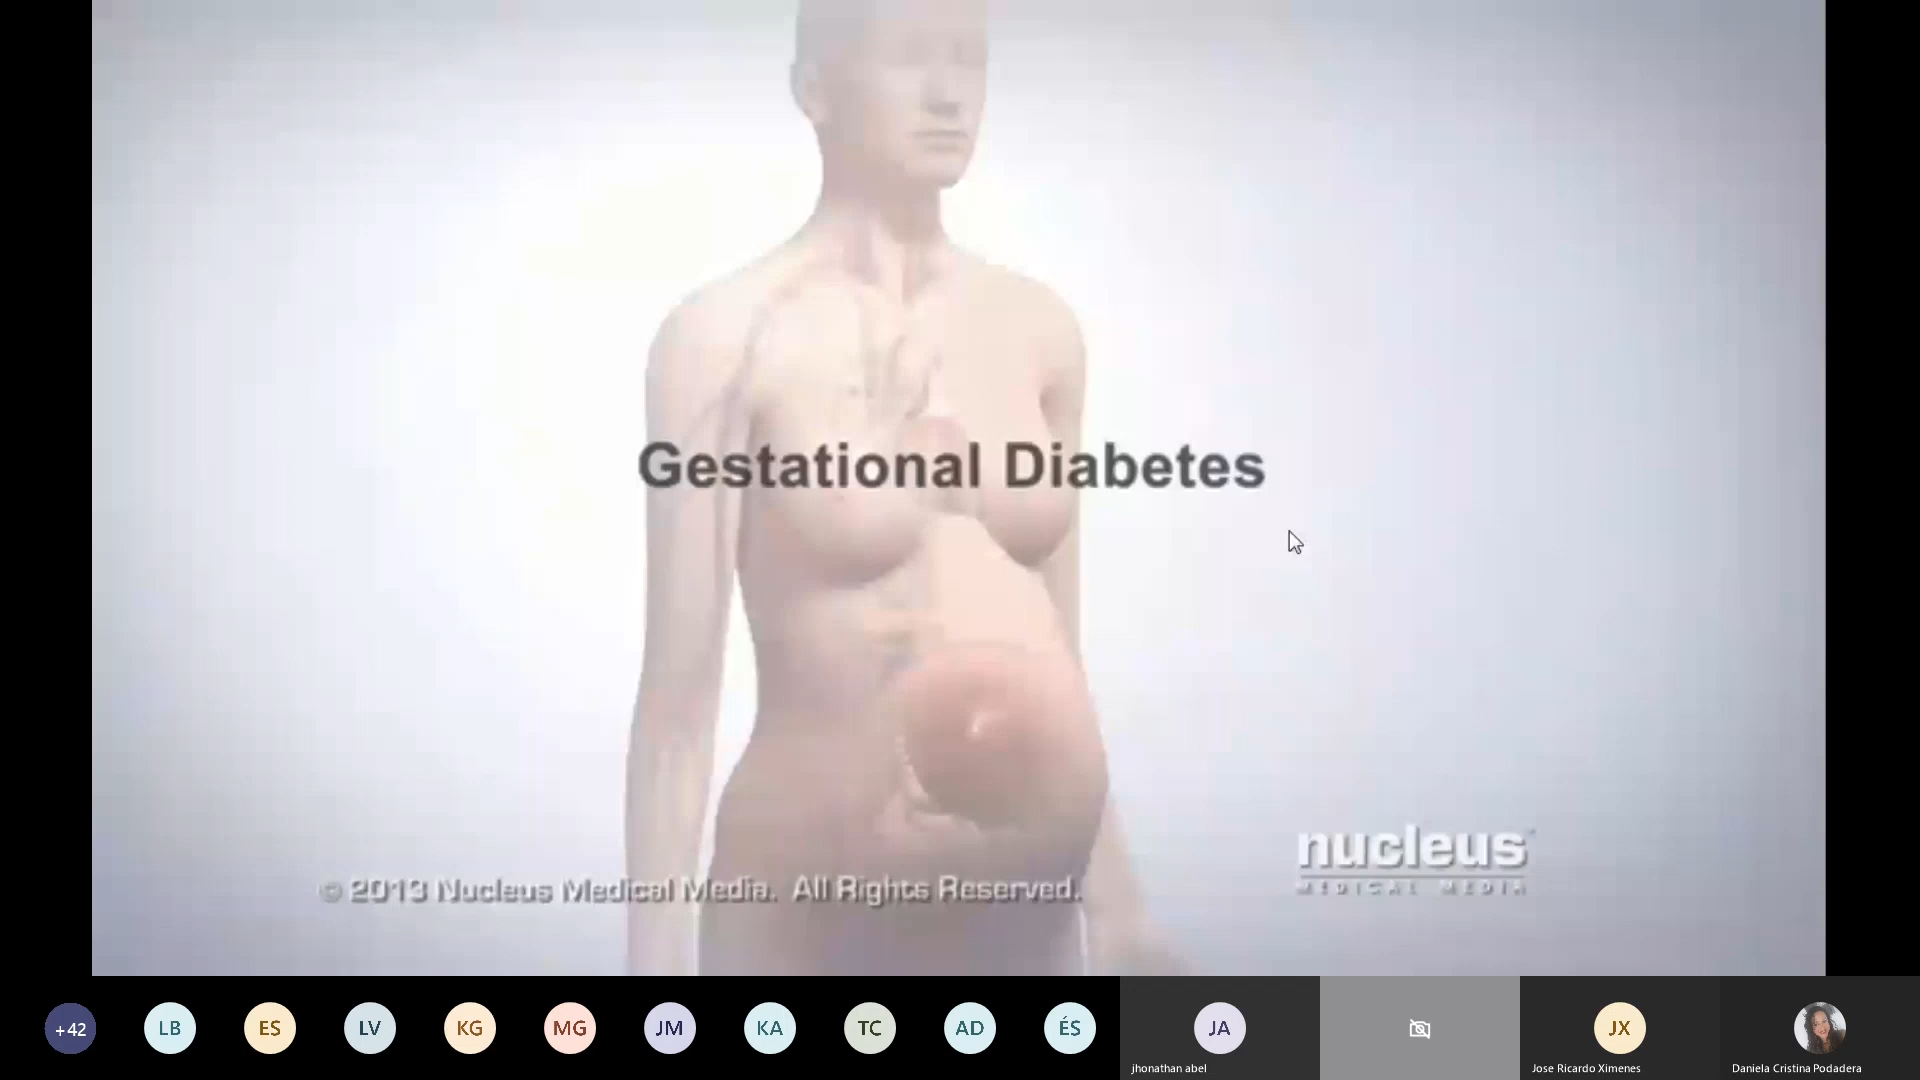 Gestational Diabetes
nucleus
MEDICAL MEDIA
© 2013 Nucleus Medical Media. All Rights Reserved.
+42
LB
ES
LV
KG
MG
JM
KA
TC
AD
ÉS
JA
JX
jhonathan abel
Jose Ricardo Ximenes
Daniela Cristina Podadera